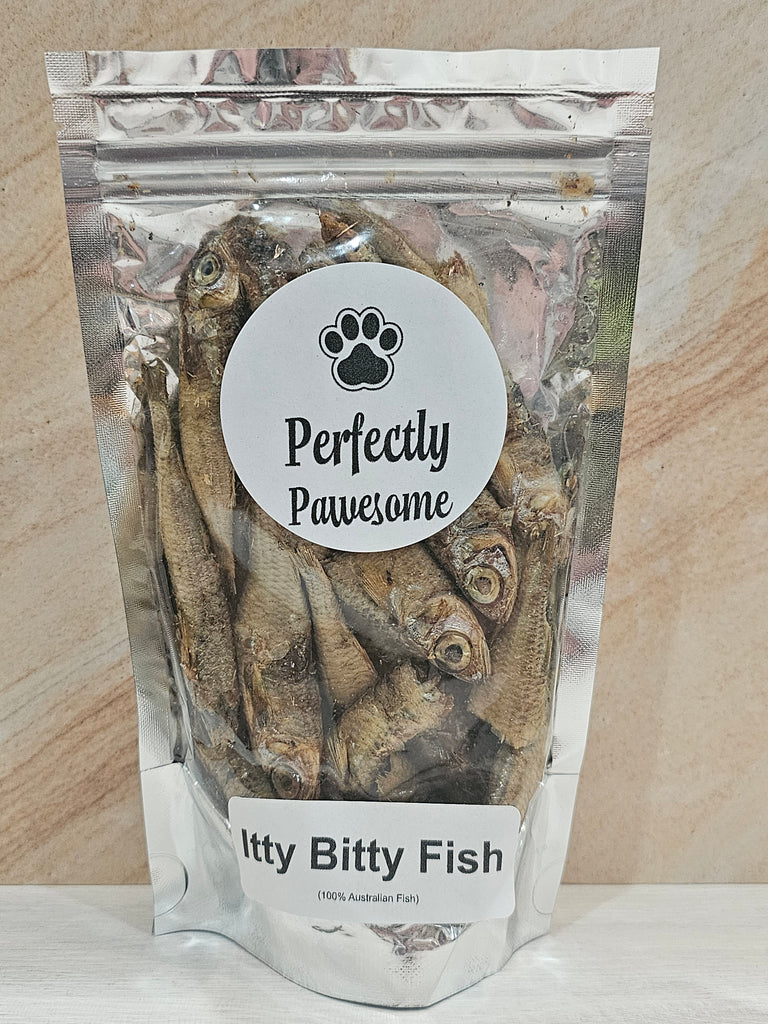 Perfectly
Pawesome
Itty Bitty Fish
(100% Australian Fish)